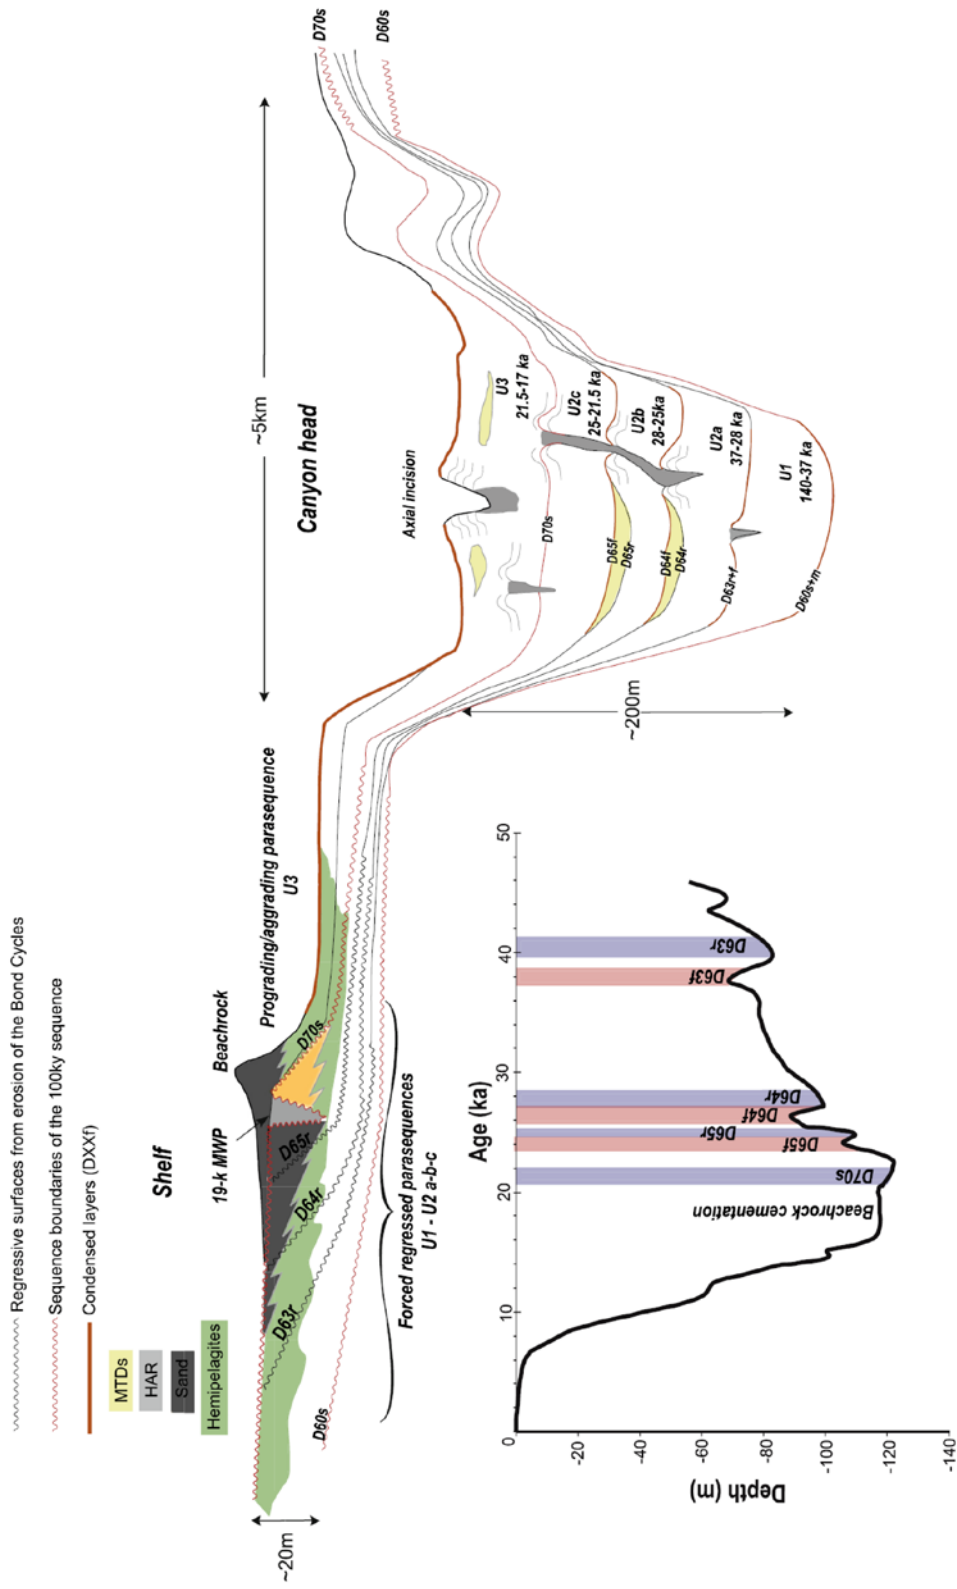 Regressive surfaces from erosion of the Bond Cycles
Sequence boundaries of the 100ky sequence
Condensed layers (DXXf)
MTDs
HAR
Sand
Hemipelagites
~20m
Shelf
19-k MWP
Beachrock
Prograding/aggrading parasequence
U3
D60s
D63r
D64r
D65r
D70s
Forced regressed parasequences
U1 - U2 a-b-c
~5km
Canyon head
Axial incision
D70s
D60s
U3
21.5-17 ka
U2c
25-21.5 ka
U2b
28-25ka
U2a
37-28 ka
U1
140-37 ka
D70s
D65f
D65r
D64f
D64r
D63r+f
D60s+m
~200m
Age (ka)
0
10
20
30
40
50
Depth (m)
-20
-40
-60
-80
-100
-120
-140
Beachrock cementation
D70s
D65f
D65r
D64f
D64r
D63f
D63r